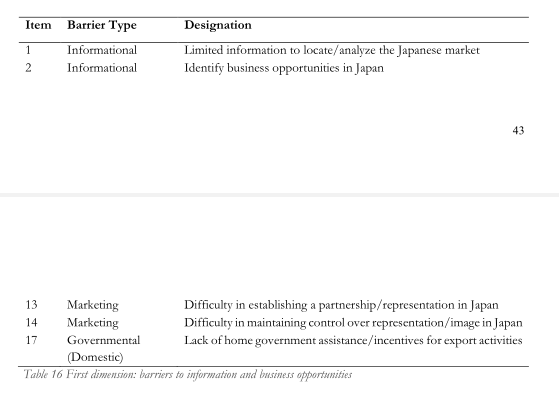 Item Barrier Type Designation
1 Informational Limited information to locate/analyze the Japanese market
2 Informational Identify business opportunities in Japan
43
13 Marketing Difficulty in establishing a partnership/representation in Japan
14 Marketing Difficulty in maintaining control over representation/image in Japan
17 Governmental Lack of home government assistance/incentives for export activities
(Domestic)
Table 16 First dimension: barriers to information and business opportunities